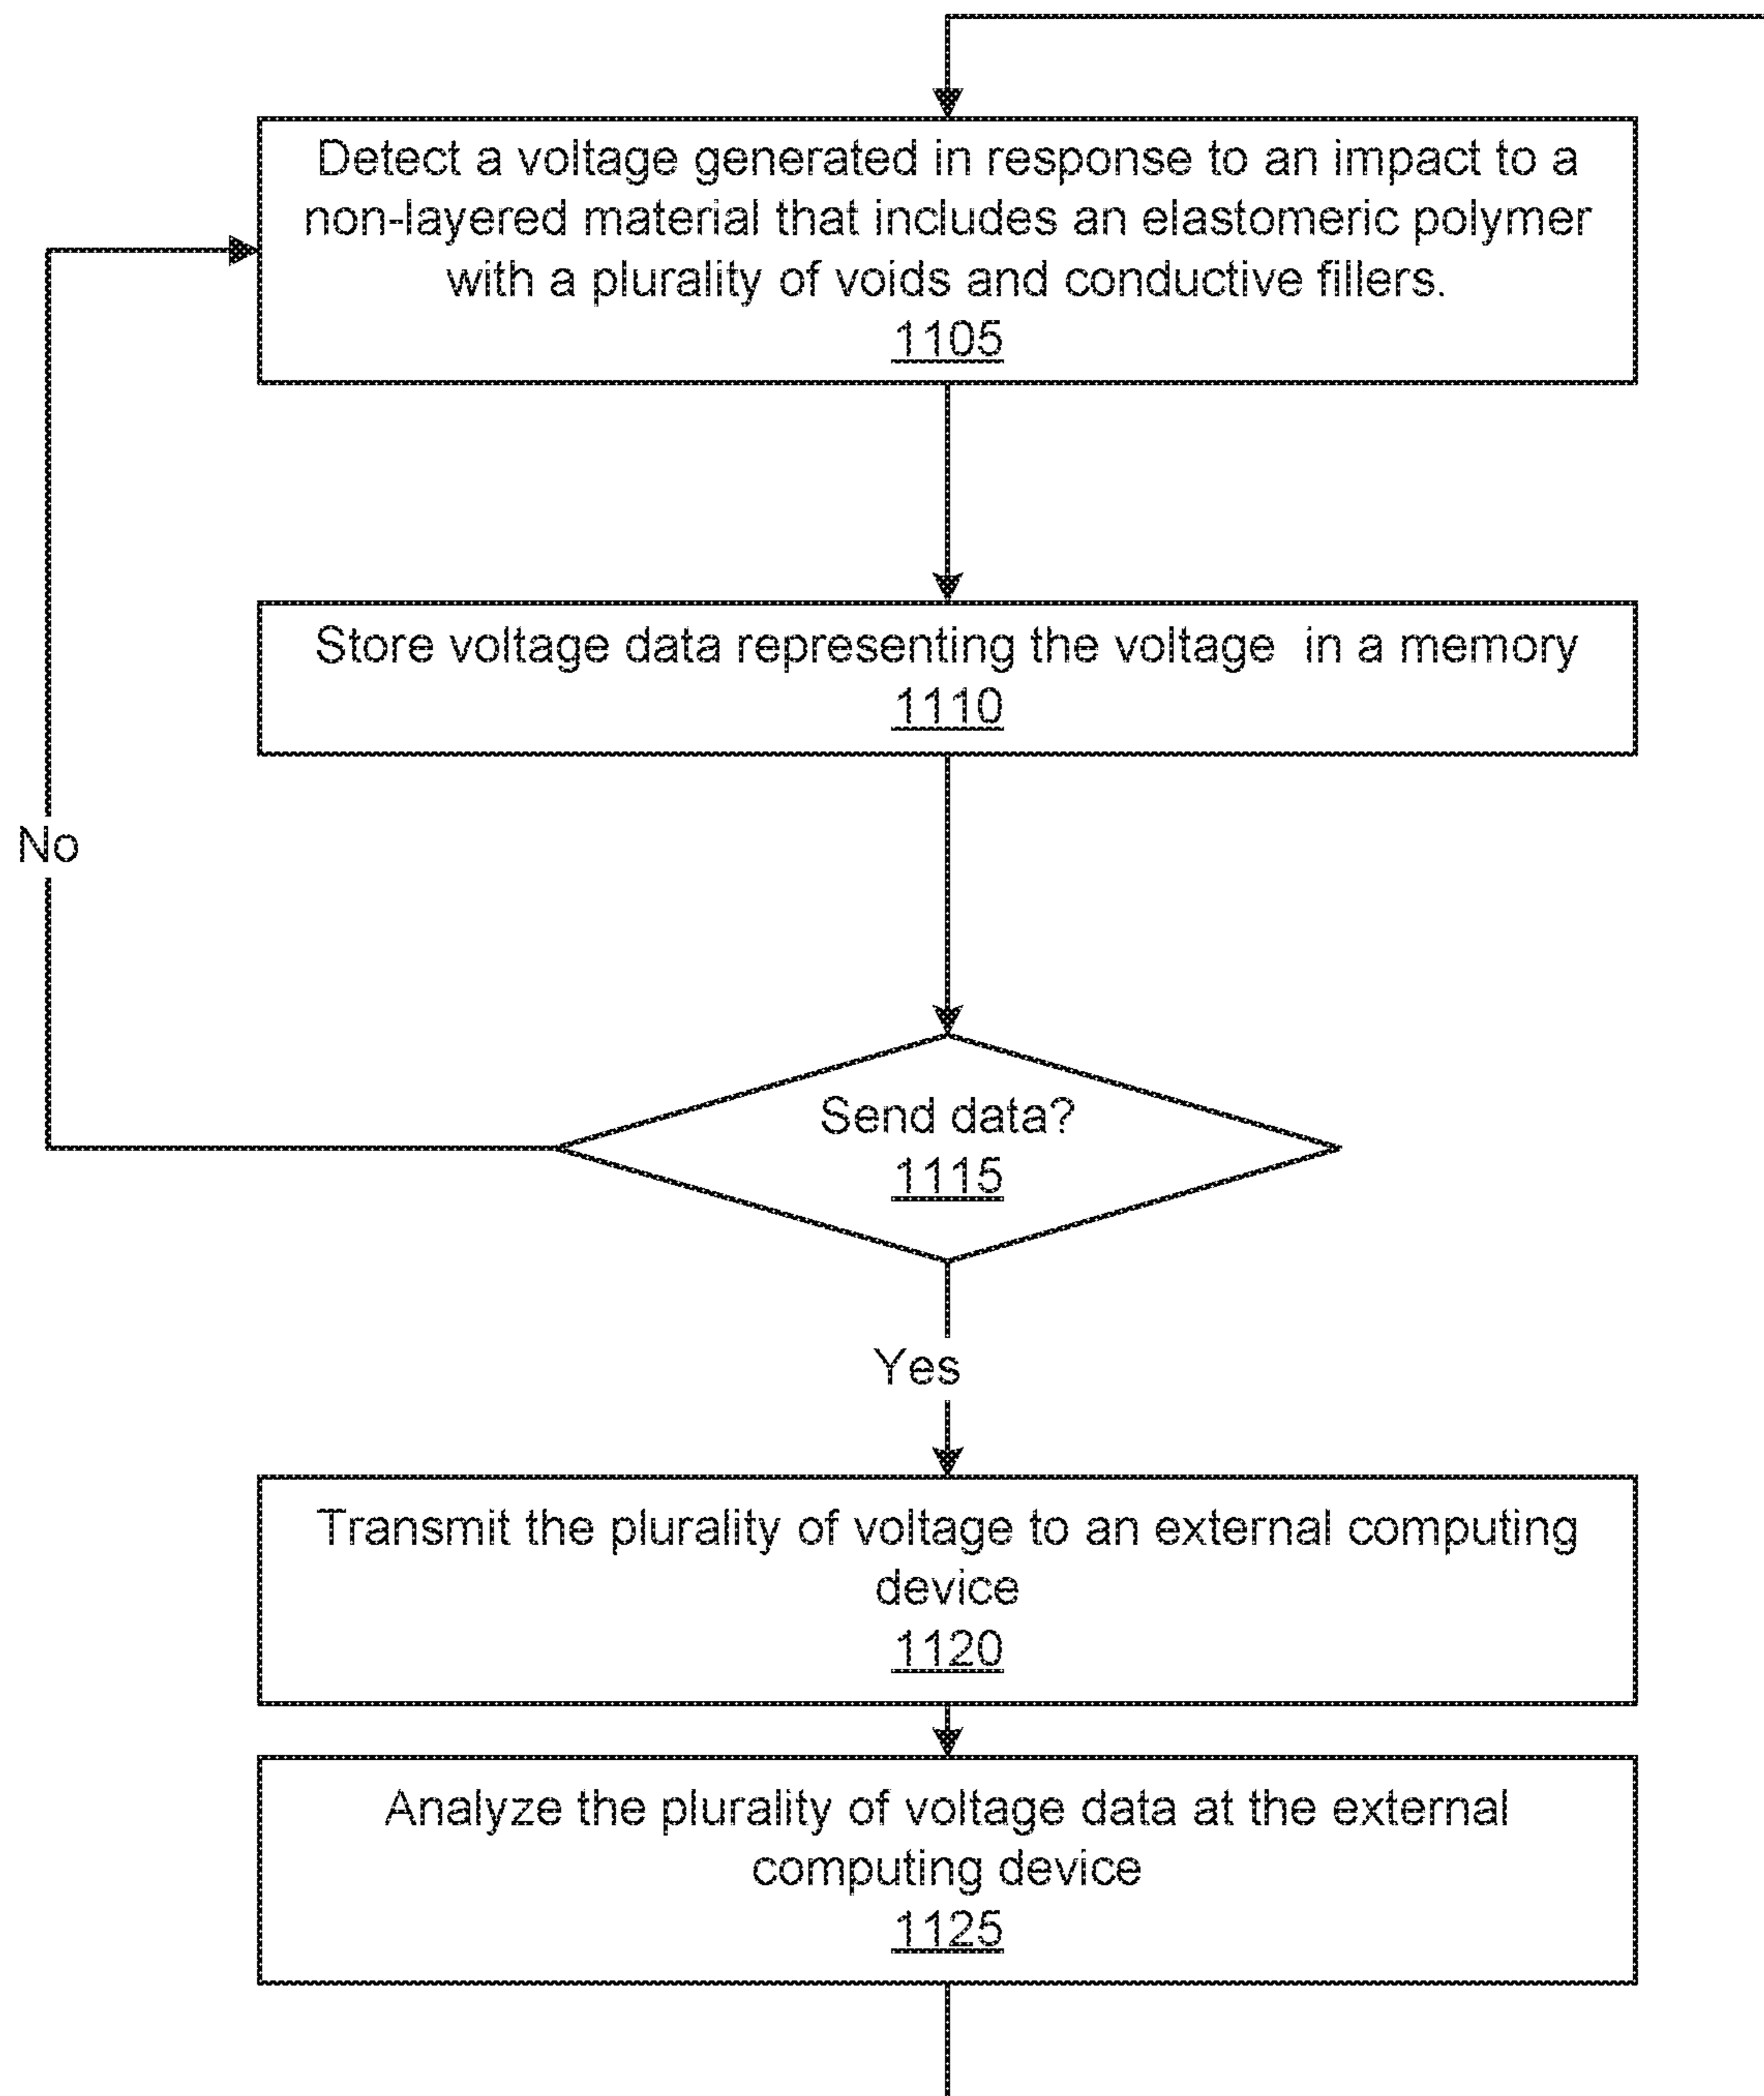 Detect a voltage generated in response to an impact to a
non-layered material that includes an elastomeric polymer
with a plurality of voids and conductive fillers.
1105
Store voltage data representing the voltage  in a memory
1110
No
Send data?
1115
Yes
Transmit the plurality of voltage to an external computing
device
1120
Analyze the plurality of voltage data at the external
computing device
1125